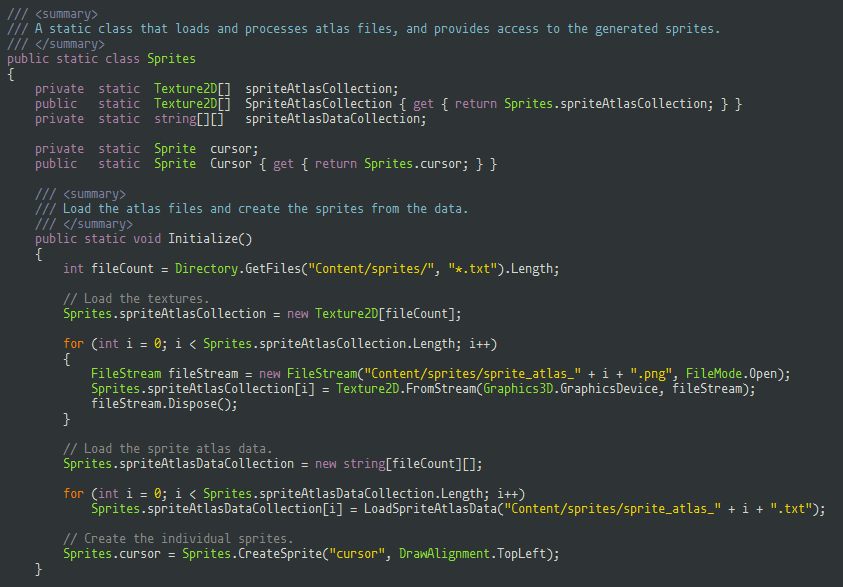 /// <summary>
/// A static class that loads and processes atlas files, and provides access to the generated sprites.
/// </summary>
public static class Sprites
{
    private  static  Texture2D[]  spriteAtlasCollection;
    public   static  Texture2D[]  SpriteAtlasCollection { get { return Sprites.spriteAtlasCollection; } }
    private  static  string[][]   spriteAtlasDataCollection;

    private  static  Sprite  cursor;
    public   static  Sprite  Cursor { get { return Sprites.cursor; } }

    /// <summary>
    /// Load the atlas files and create the sprites from the data.
    /// </summary>
    public static void Initialize()
    {
        int fileCount = Directory.GetFiles("Content/sprites/", "*.txt").Length;

        // Load the textures.
        Sprites.spriteAtlasCollection = new Texture2D[fileCount];

        for (int i = 0; i < Sprites.spriteAtlasCollection.Length; i++)
        {
            FileStream fileStream = new FileStream("Content/sprites/sprite_atlas_" + i + ".png", FileMode.Open);
            Sprites.spriteAtlasCollection[i] = Texture2D.FromStream(Graphics3D.GraphicsDevice, fileStream);
            fileStream.Dispose();
        }

        // Load the sprite atlas data.
        Sprites.spriteAtlasDataCollection = new string[fileCount][];

        for (int i = 0; i < Sprites.spriteAtlasDataCollection.Length; i++)
            Sprites.spriteAtlasDataCollection[i] = LoadSpriteAtlasData("Content/sprites/sprite_atlas_" + i + ".txt");

        // Create the individual sprites.
        Sprites.cursor = Sprites.CreateSprite("cursor", DrawAlignment.TopLeft);
    }